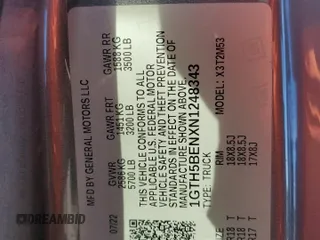 MFD BY GENERAL MOTORS LLC
07/22
GVWR GAWR FRT GAWR RR
2586 KG 1451 KG 1588 KG
5700 LB 3200 LB 3500 LB
THIS VEHICLE CONFORMS TO ALL
APPLICABLE U.S. FEDERAL MOTOR
VEHICLE SAFETY AND THEFT PREVENTION
STANDARDS IN EFFECT ON THE DATE OF
MANUFACTURE SHOWN ABOVE.
TYPE: TRUCK MODEL: X3T2M53
RIM
18X8.5J
18X8.5J
17X8J
DREAMBID